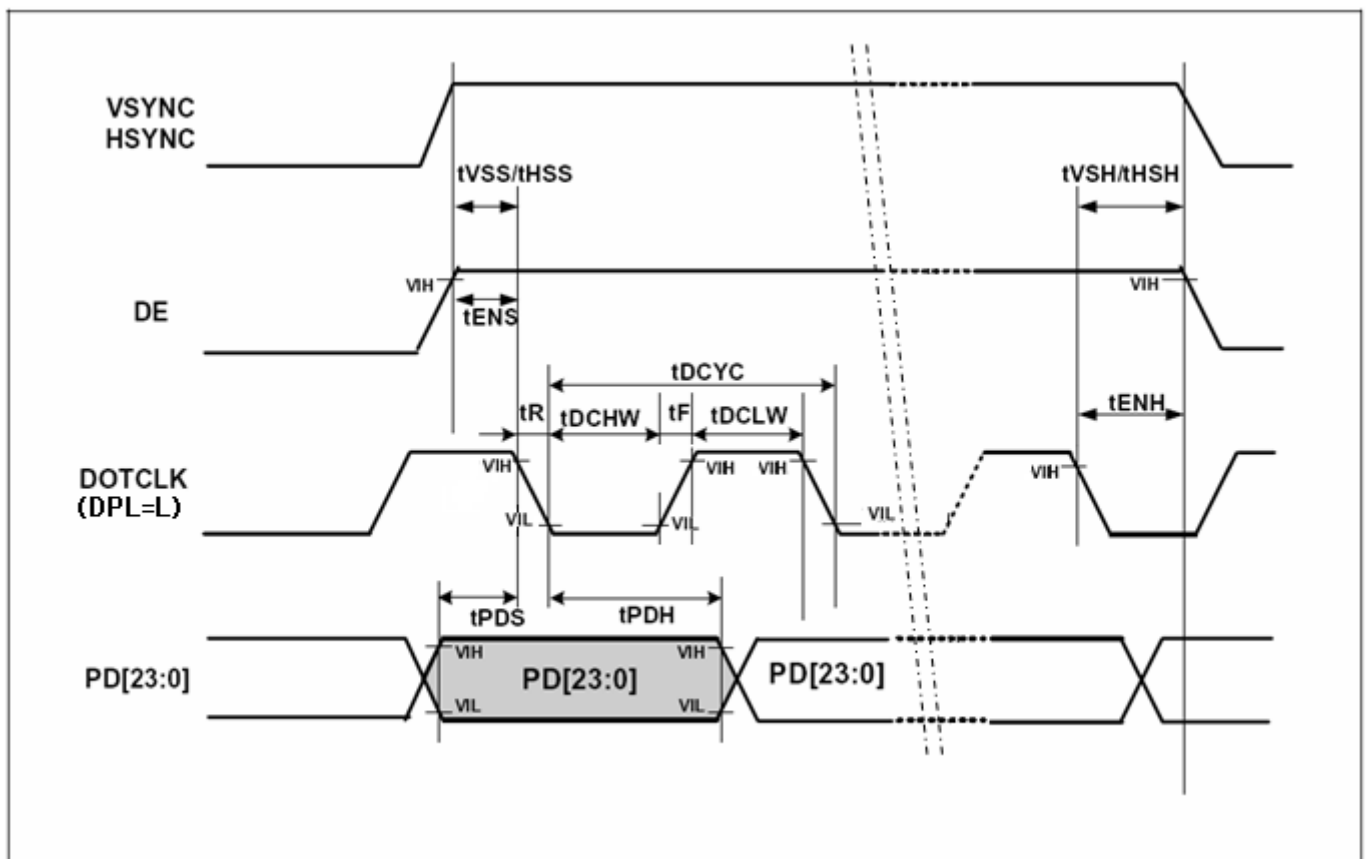 VSYNC
HSYNC
tVSS/tHSS
tVSH/tHSH
DE
VIH
tENS
VIH
tDCYC
tR
tDCHW
tF
tDCLW
tENH
DOTCLK
(DPL=L)
VIH
VIH
VIH
VIH
VIL
VIL
VIL
tPDS
tPDH
PD[23:0]
VIH
VIH
PD[23:0]
PD[23:0]
VIL
VIL